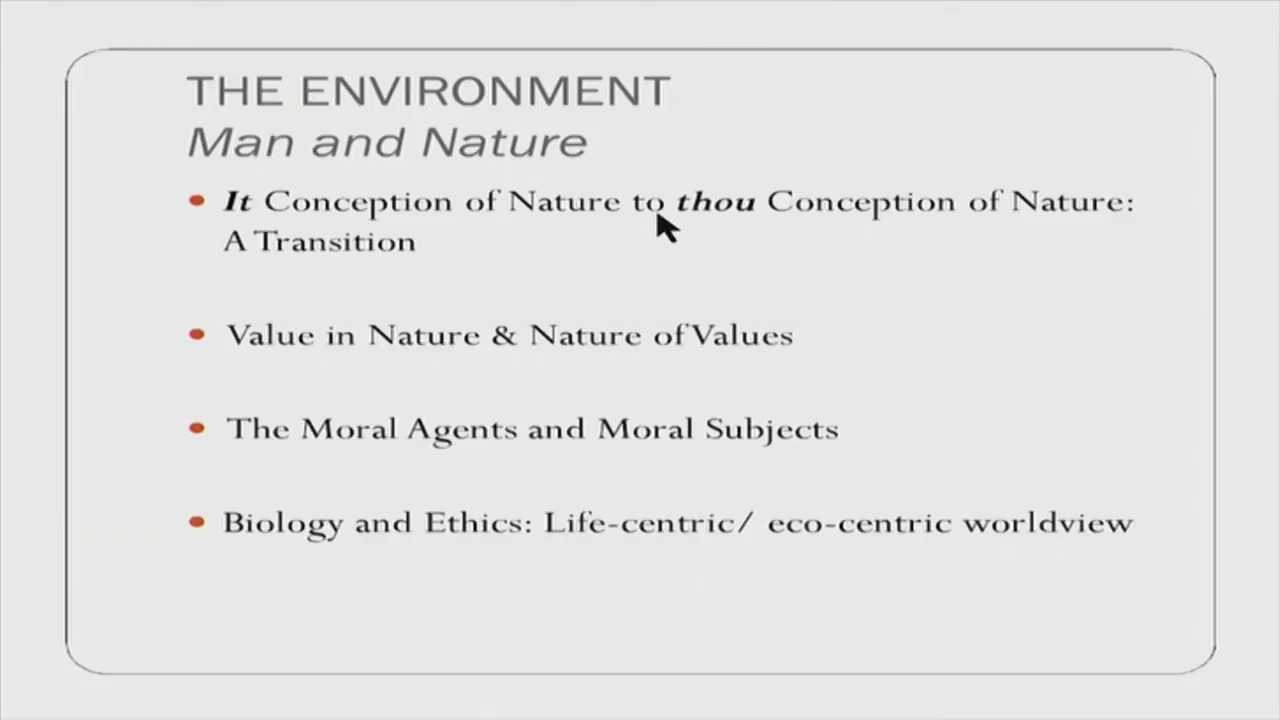 THE ENVIRONMENT
Man and Nature
• It Conception of Nature to thou Conception of Nature:
A Transition
• Value in Nature & Nature of Values
• The Moral Agents and Moral Subjects
• Biology and Ethics: Life-centric/ eco-centric worldview